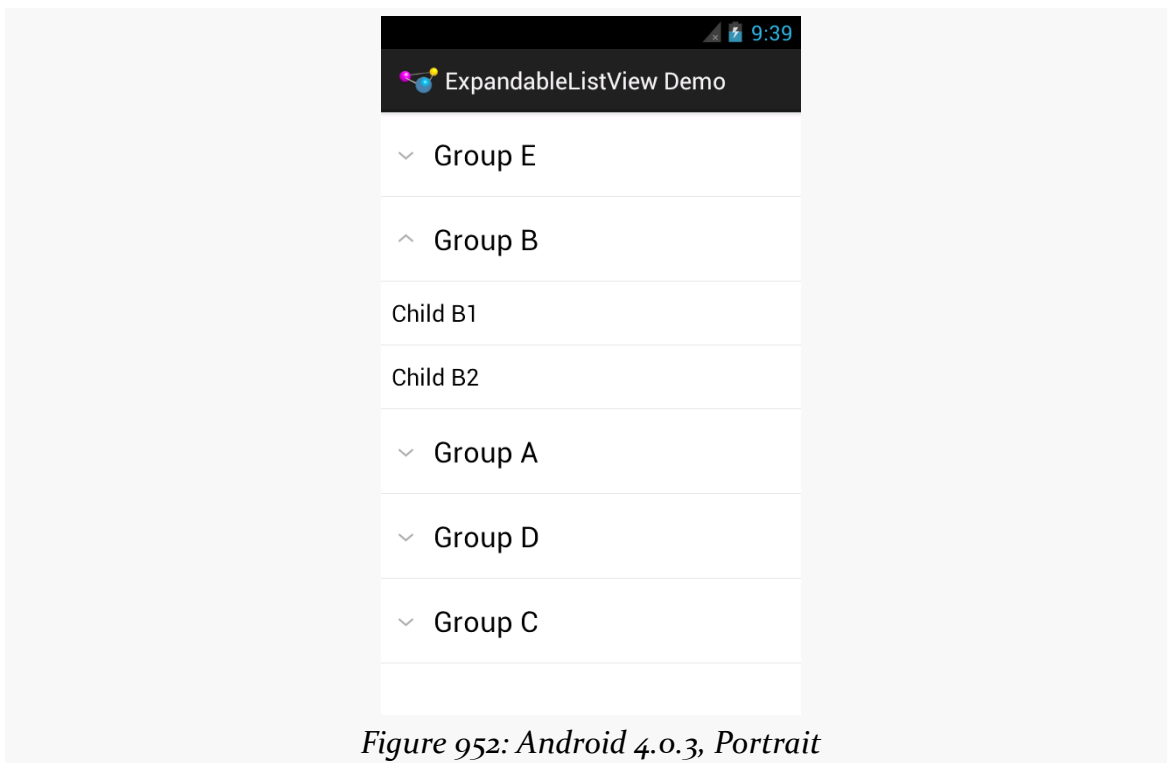 9:39
ExpandableListView Demo
Group E
Group B
Child B1
Child B2
Group A
Group D
Group C
Figure 952: Android 4.0.3, Portrait